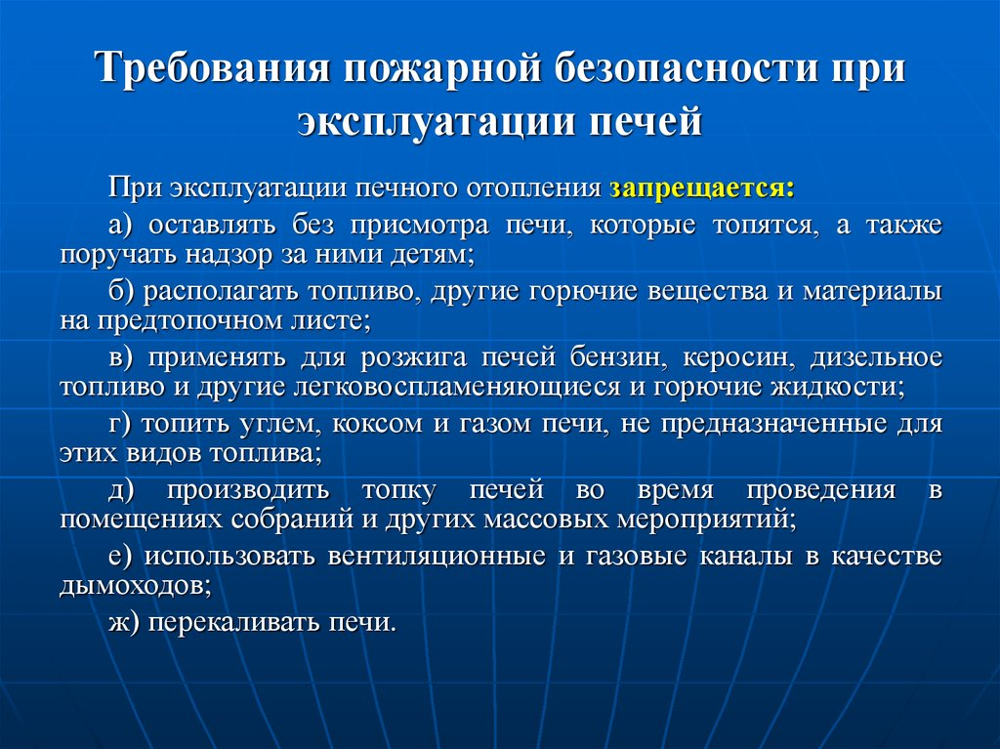 Требования пожарной безопасности при
эксплуатации печей
При эксплуатации печного отопления запрещается:
а) оставлять без присмотра печи, которые топятся, а также
поручать надзор за ними детям;
б) располагать топливо, другие горючие вещества и материалы
на предтопочном листе;
в) применять для розжига печей бензин, керосин, дизельное
топливо и другие легковоспламеняющиеся и горючие жидкости;
г) топить углем, коксом и газом печи, не предназначенные для
этих видов топлива;
д) производить топку печей во время проведения в
помещениях собраний и других массовых мероприятий;
е) использовать вентиляционные и газовые каналы в качестве
дымоходов;
ж) перекаливать печи.